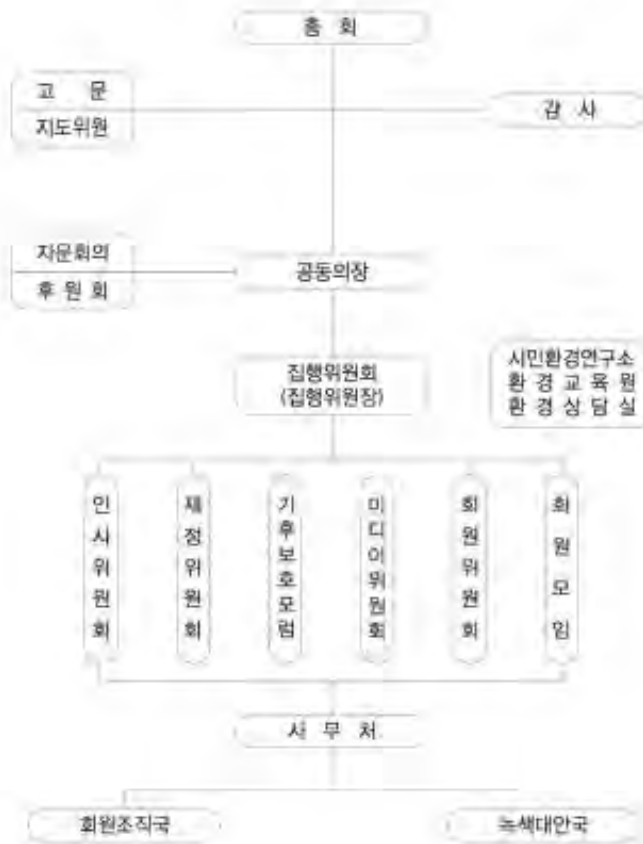 총 회
고 문
지도위원
감 사
자문회의
후 원 회
공동의장
집행위원회
(집행위원장)
시민환경연구소
환 경 교 육 원
환 경 상 담 실
인사위원회
재정위원회
기후보호포럼
미디어위원회
회원위원회
회원모임
사 무 처
회원조직국
녹색대안국